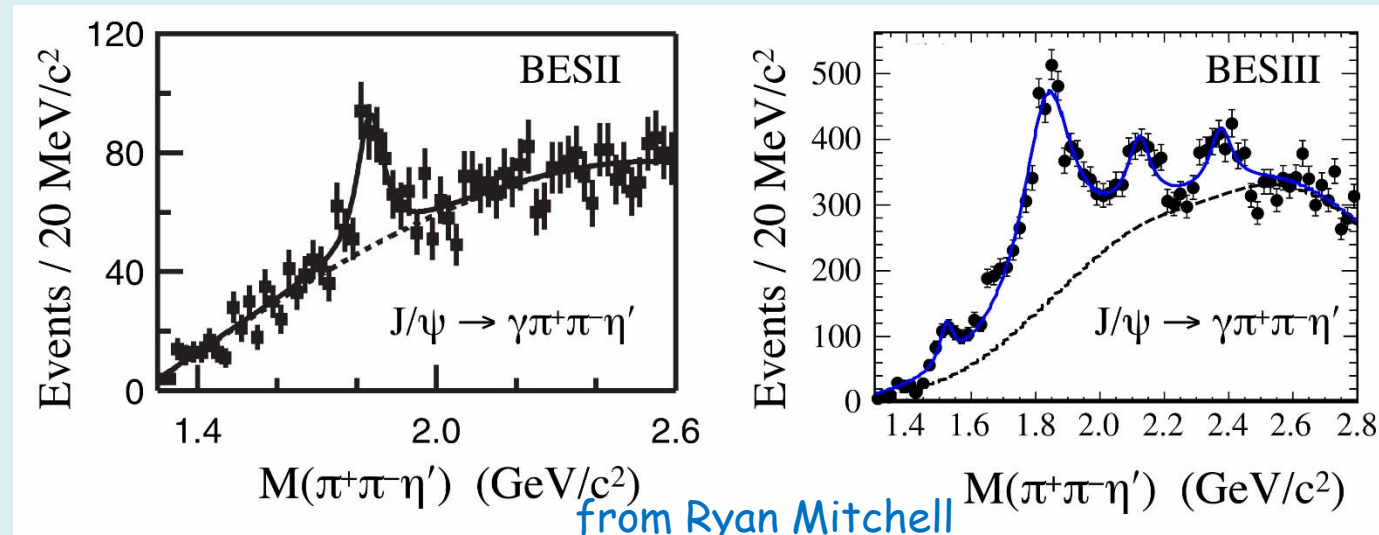 120
80
40
0
Events / 20 MeV/c²
BESII
J/ψ → γπ⁺π⁻η′
1.4 2.0 2.6
M(π⁺π⁻η′) (GeV/c²)
500
400
300
200
100
0
Events / 20 MeV/c²
BESIII
J/ψ → γπ⁺π⁻η′
1.4 1.6 1.8 2.0 2.2 2.4 2.6 2.8
M(π⁺π⁻η′) (GeV/c²)
from Ryan Mitchell